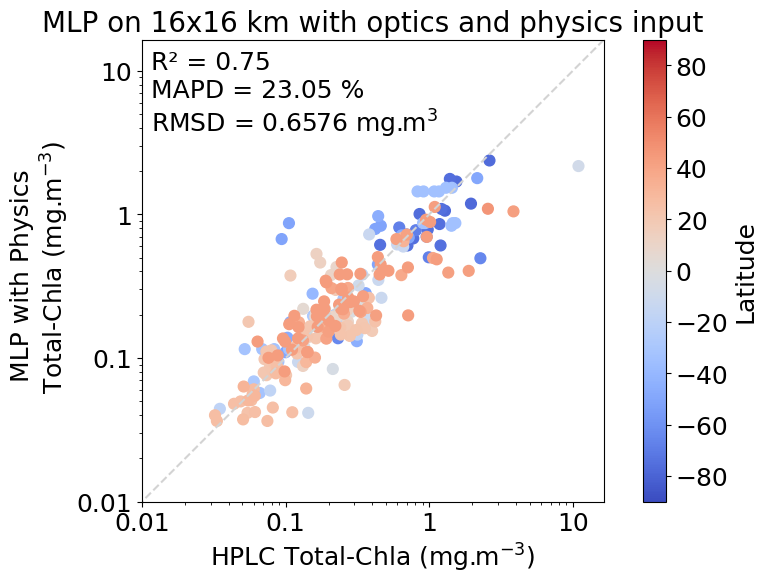 MLP on 16x16 km with optics and physics input
R² = 0.75
MAPD = 23.05 %
RMSD = 0.6576 mg.m³
10
1
0.1
0.01
MLP with Physics
Total-Chla (mg.m⁻³)
0.01 0.1 1 10
HPLC Total-Chla (mg.m⁻³)
80
60
40
20
0
−20
−40
−60
−80
Latitude